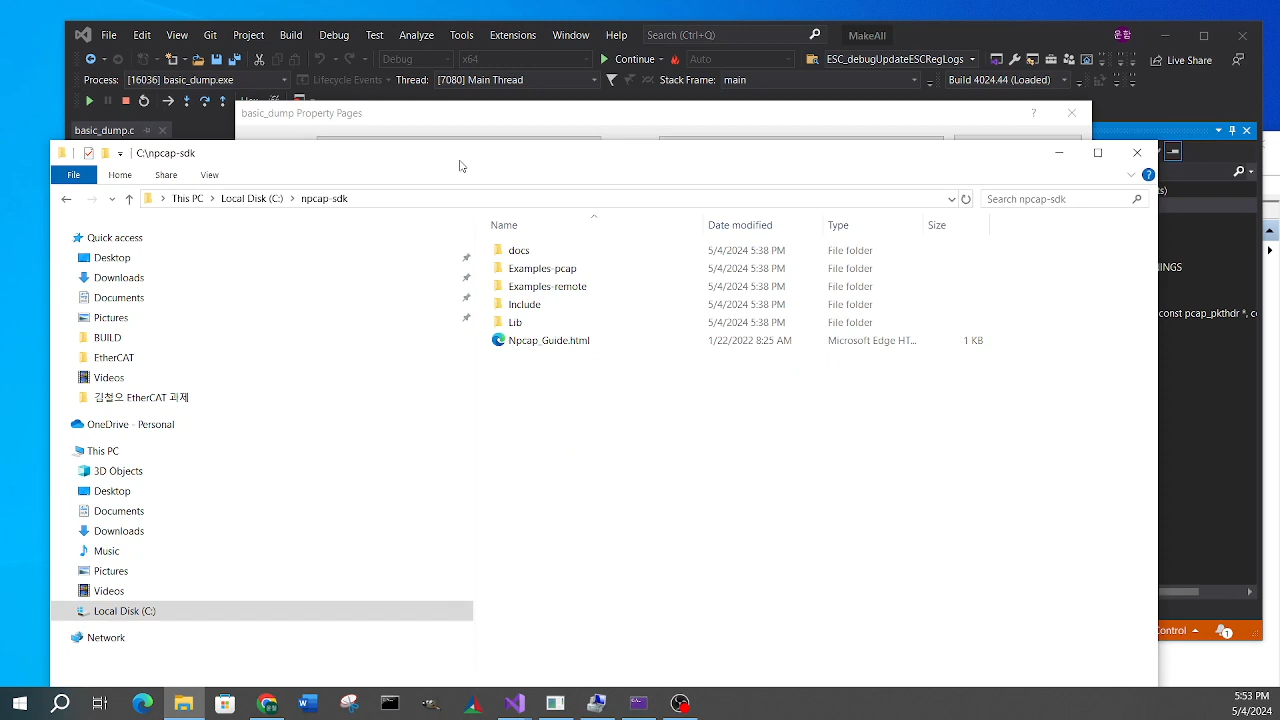 File Edit View Git Project Build Debug Test Analyze Tools Extensions Window Help Search (Ctrl+Q) MakeAll 운철
Debug x64 Continue Auto ESC_debugUpdateESCRegLogs Live Share
Process: [16036] basic_dump.exe Lifecycle Events Thread: [7080] Main Thread Stack Frame: main Build 4024.44 (Loaded)
basic_dump Property Pages ?
basic_dump.c
C:\npcap-sdk
File Home Share View ?
This PC Local Disk (C:) npcap-sdk Search npcap-sdk
Name Date modified Type Size
docs 5/4/2024 5:38 PM File folder
Examples-pcap 5/4/2024 5:38 PM File folder
Examples-remote 5/4/2024 5:38 PM File folder
Include 5/4/2024 5:38 PM File folder
Lib 5/4/2024 5:38 PM File folder
Npcap_Guide.html 1/22/2022 8:25 AM Microsoft Edge HT... 1 KB
Quick access
Desktop
Downloads
Documents
Pictures
BUILD
EtherCAT
Videos
김철오 EtherCAT 과제
OneDrive - Personal
This PC
3D Objects
Desktop
Documents
Downloads
Music
Pictures
Videos
Local Disk (C:)
Network
ts)
NINGS
const pcap_pkthdr *, co
ontrol 1
5:53 PM
5/4/2024